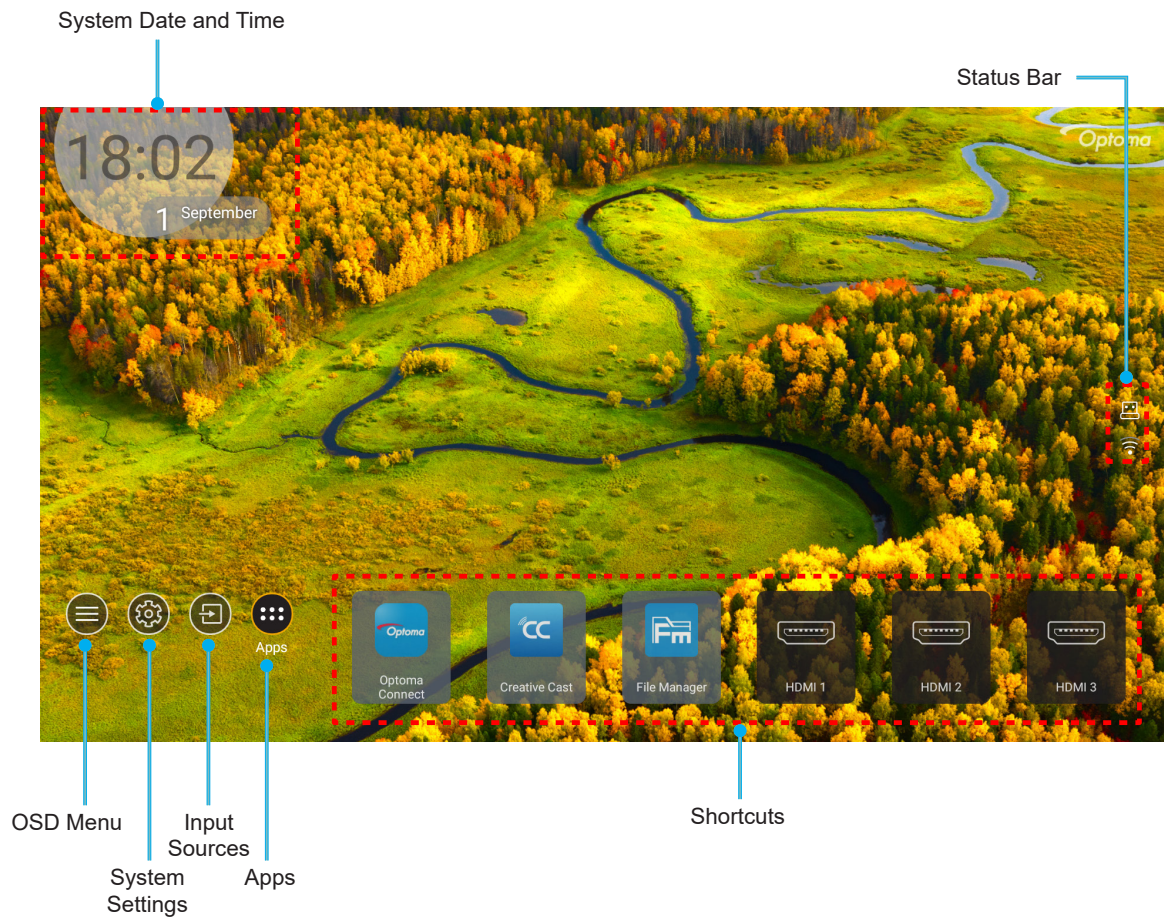 System Date and Time
Status Bar
Optoma
18:02
1 September
Apps
Optoma
Optoma
Connect
CC
Creative Cast
Fm
File Manager
HDMI 1
HDMI 2
HDMI 3
OSD Menu
Input
Sources
System
Settings
Apps
Shortcuts